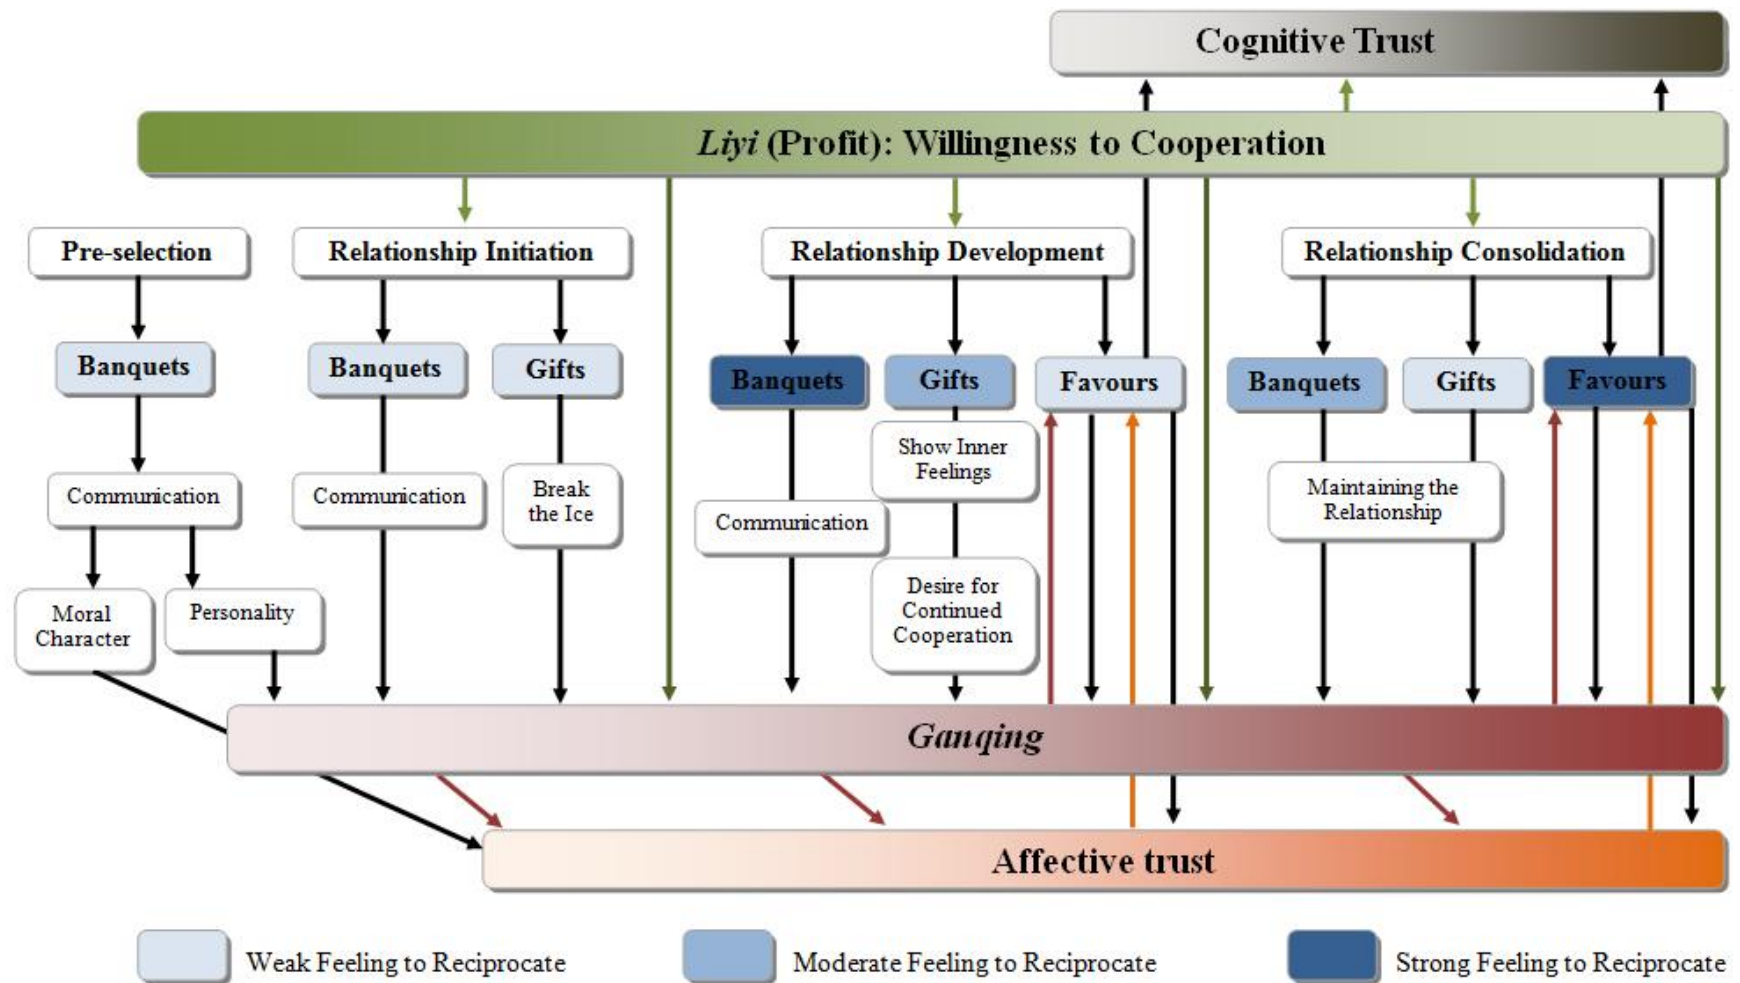 Cognitive Trust
Liyi (Profit): Willingness to Cooperation
Pre-selection
Relationship Initiation
Relationship Development
Relationship Consolidation
Banquets
Banquets
Gifts
Banquets
Gifts
Favours
Banquets
Gifts
Favours
Communication
Communication
Break
the Ice
Communication
Show Inner
Feelings
Maintaining the
Relationship
Moral
Character
Personality
Desire for
Continued
Cooperation
Ganqing
Affective trust
Weak Feeling to Reciprocate
Moderate Feeling to Reciprocate
Strong Feeling to Reciprocate